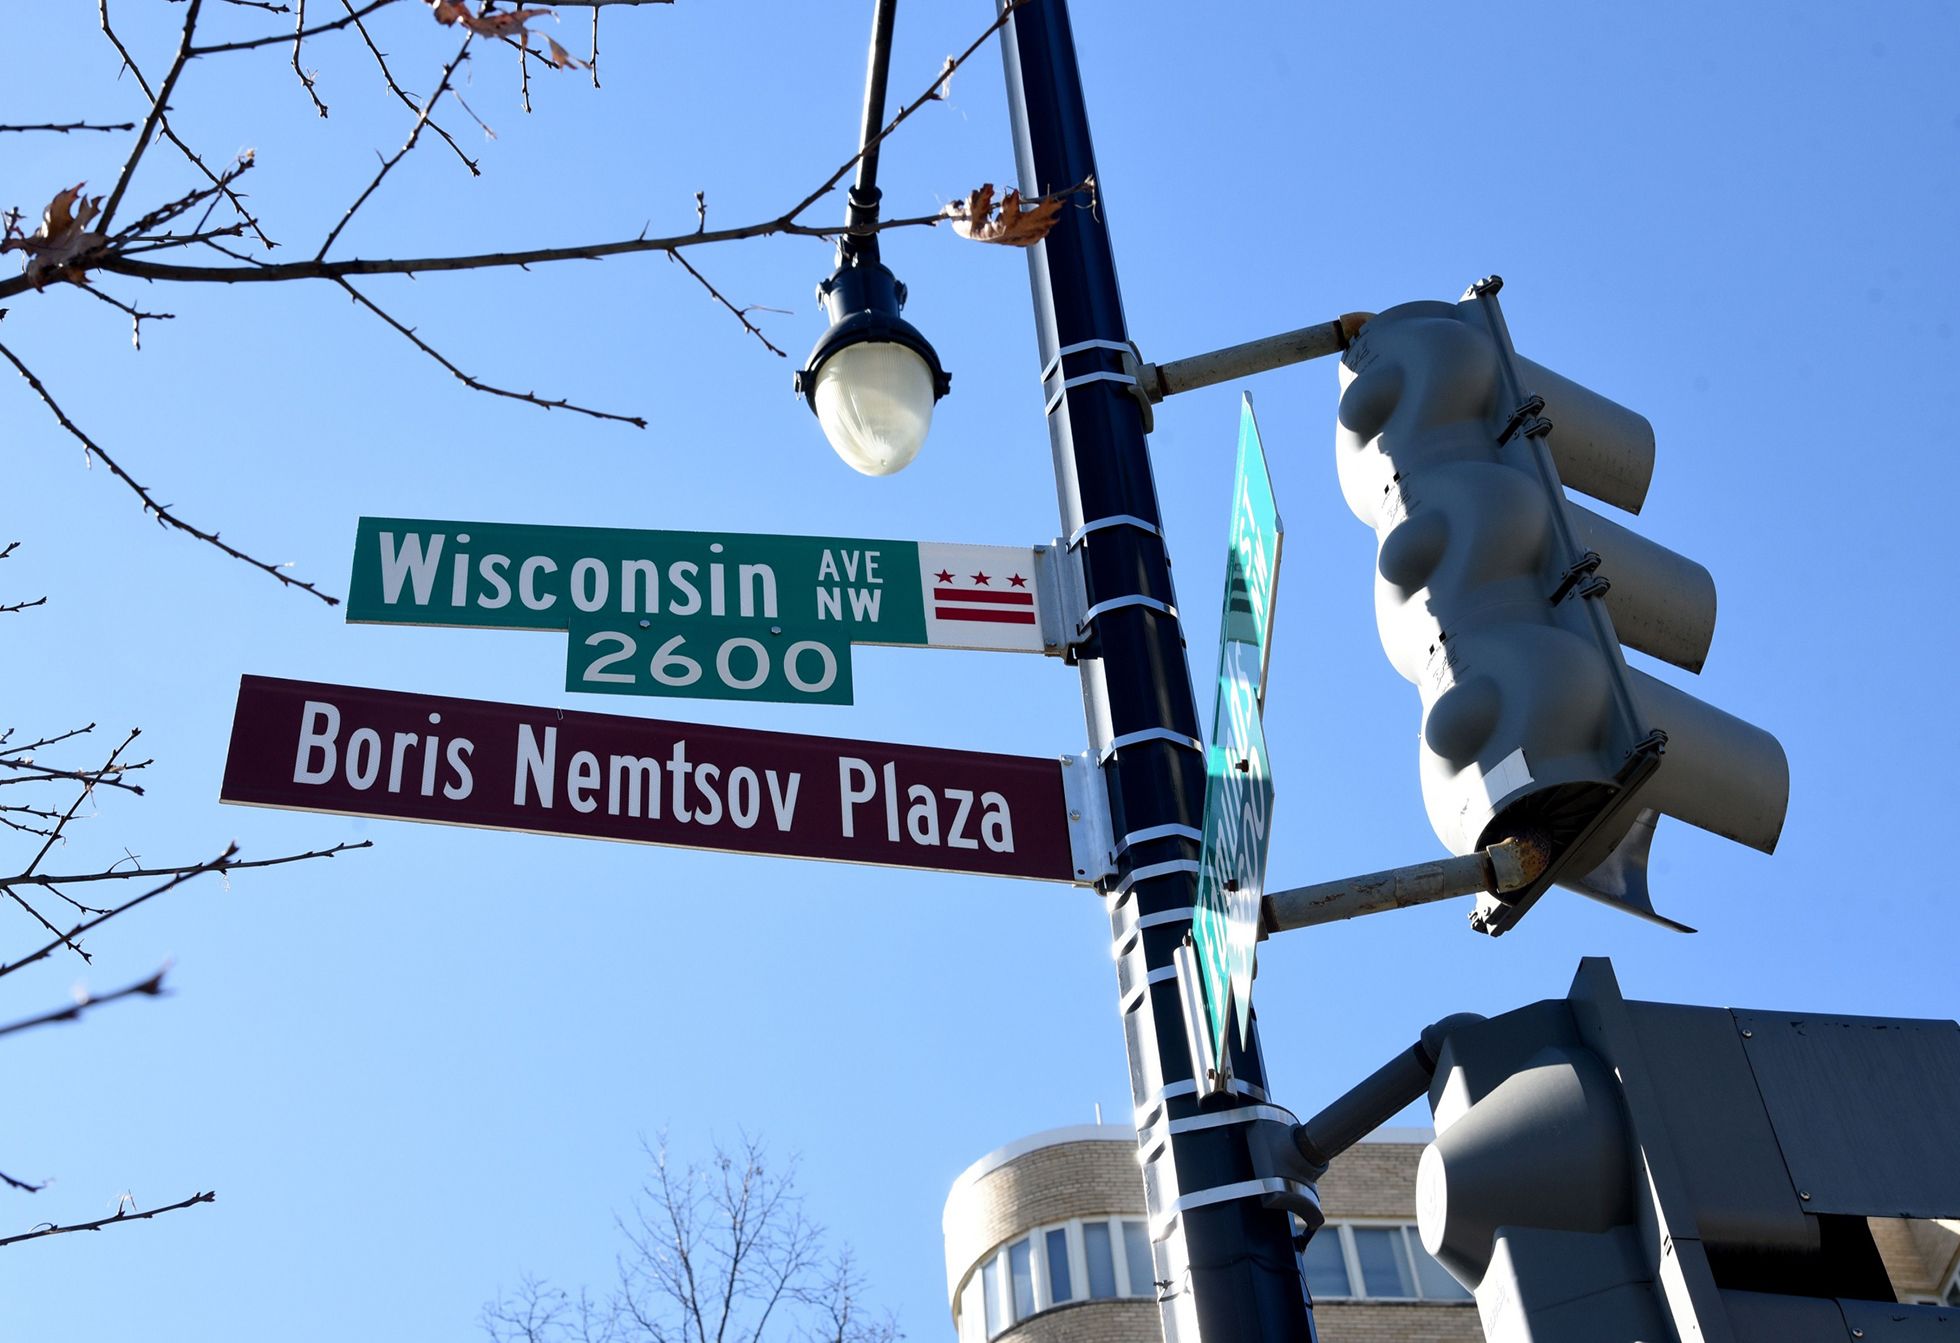 Wisconsin AVE NW
2600
Boris Nemtsov Plaza